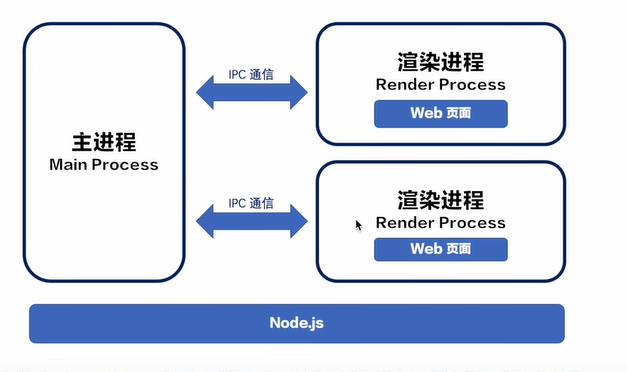 主进程
Main Process
IPC 通信
渲染进程
Render Process
Web 页面
IPC 通信
渲染进程
Render Process
Web 页面
Node.js